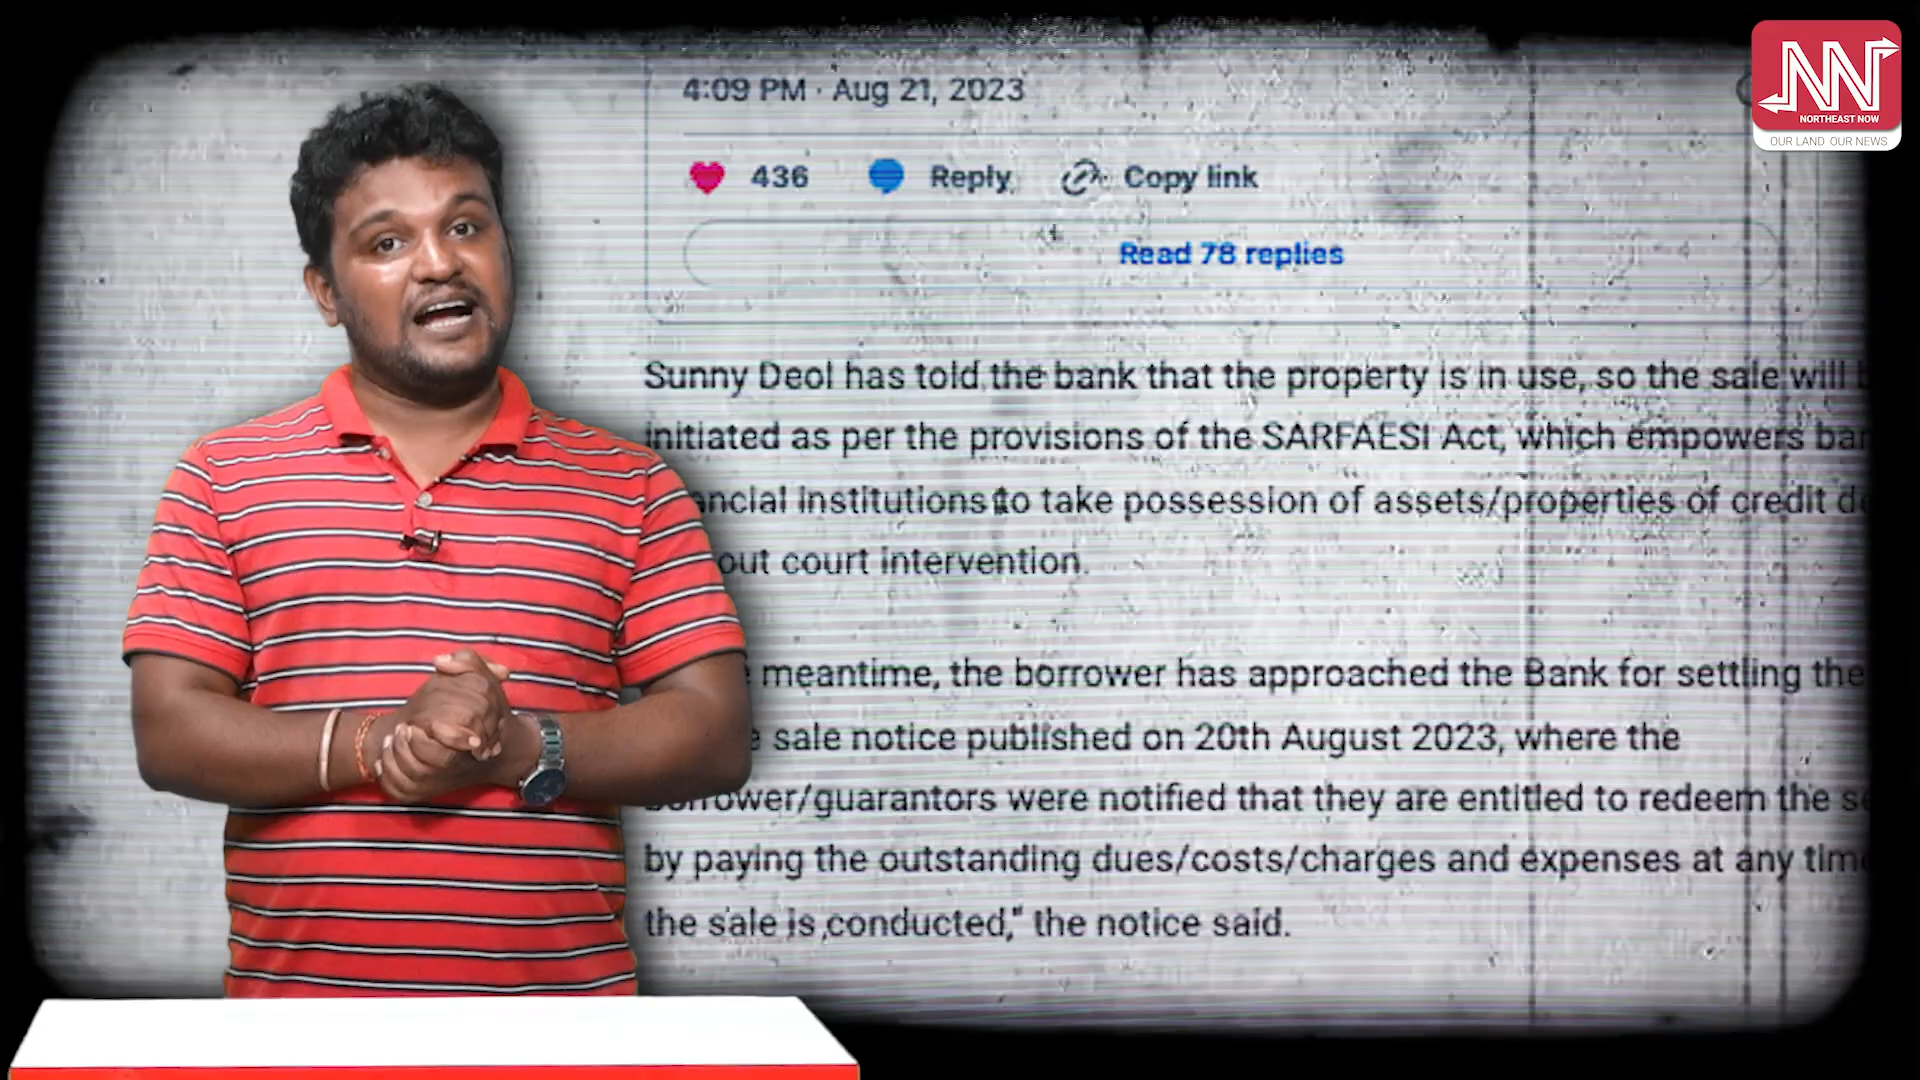 NORTHEAST NOW
OUR LAND OUR NEWS
4:09 PM · Aug 21, 2023
436 Reply Copy link
Read 78 replies
Sunny Deol has told the bank that the property is in use, so the sale will
initiated as per the provisions of the SARFAESI Act, which empowers
institutions to take possession of assets/properties of credit
court intervention.
meantime, the borrower has approached the Bank for settling the
sale notice published on 20th August 2023, where the
borrower/guarantors were notified that they are entitled to redeem the
by paying the outstanding dues/costs/charges and expenses at any
the sale is conducted," the notice said.